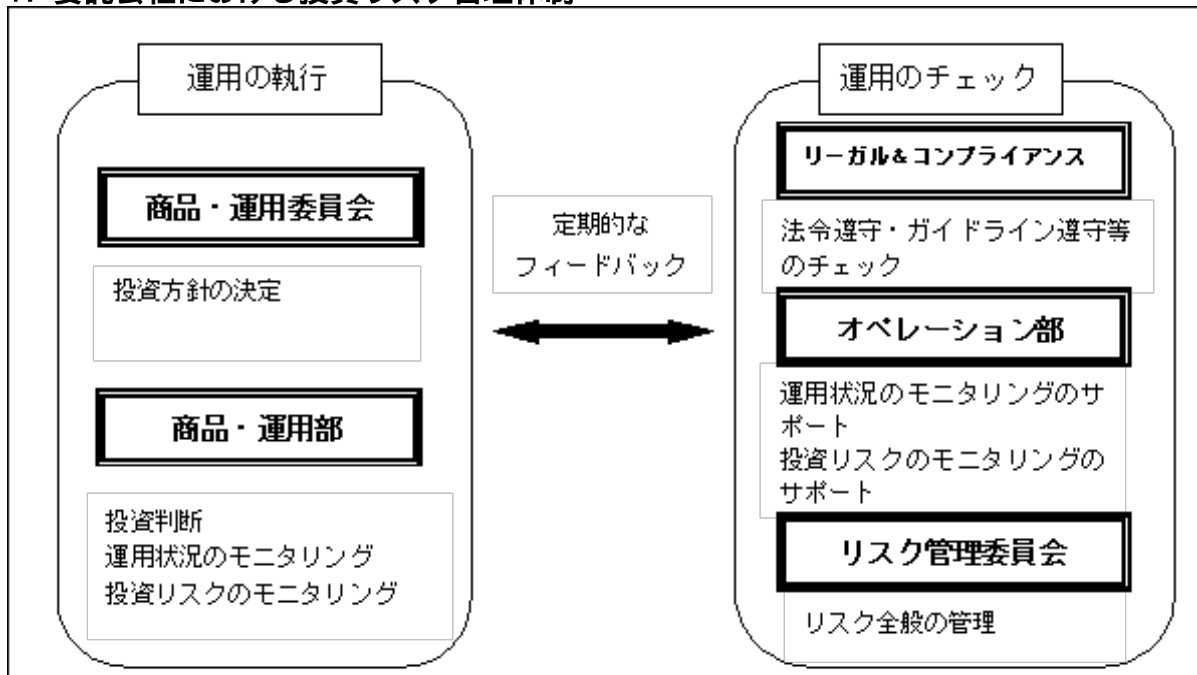 運用の執行
商品・運用委員会
投資方針の決定
商品・運用部
投資判断
運用状況のモニタリング
投資リスクのモニタリング
定期的な
フィードバック
運用のチェック
リーガル&コンプライアンス
法令遵守・ガイドライン遵守等
のチェック
オペレーション部
運用状況のモニタリングのサ
ポート
投資リスクのモニタリングの
サポート
リスク管理委員会
リスク全般の管理